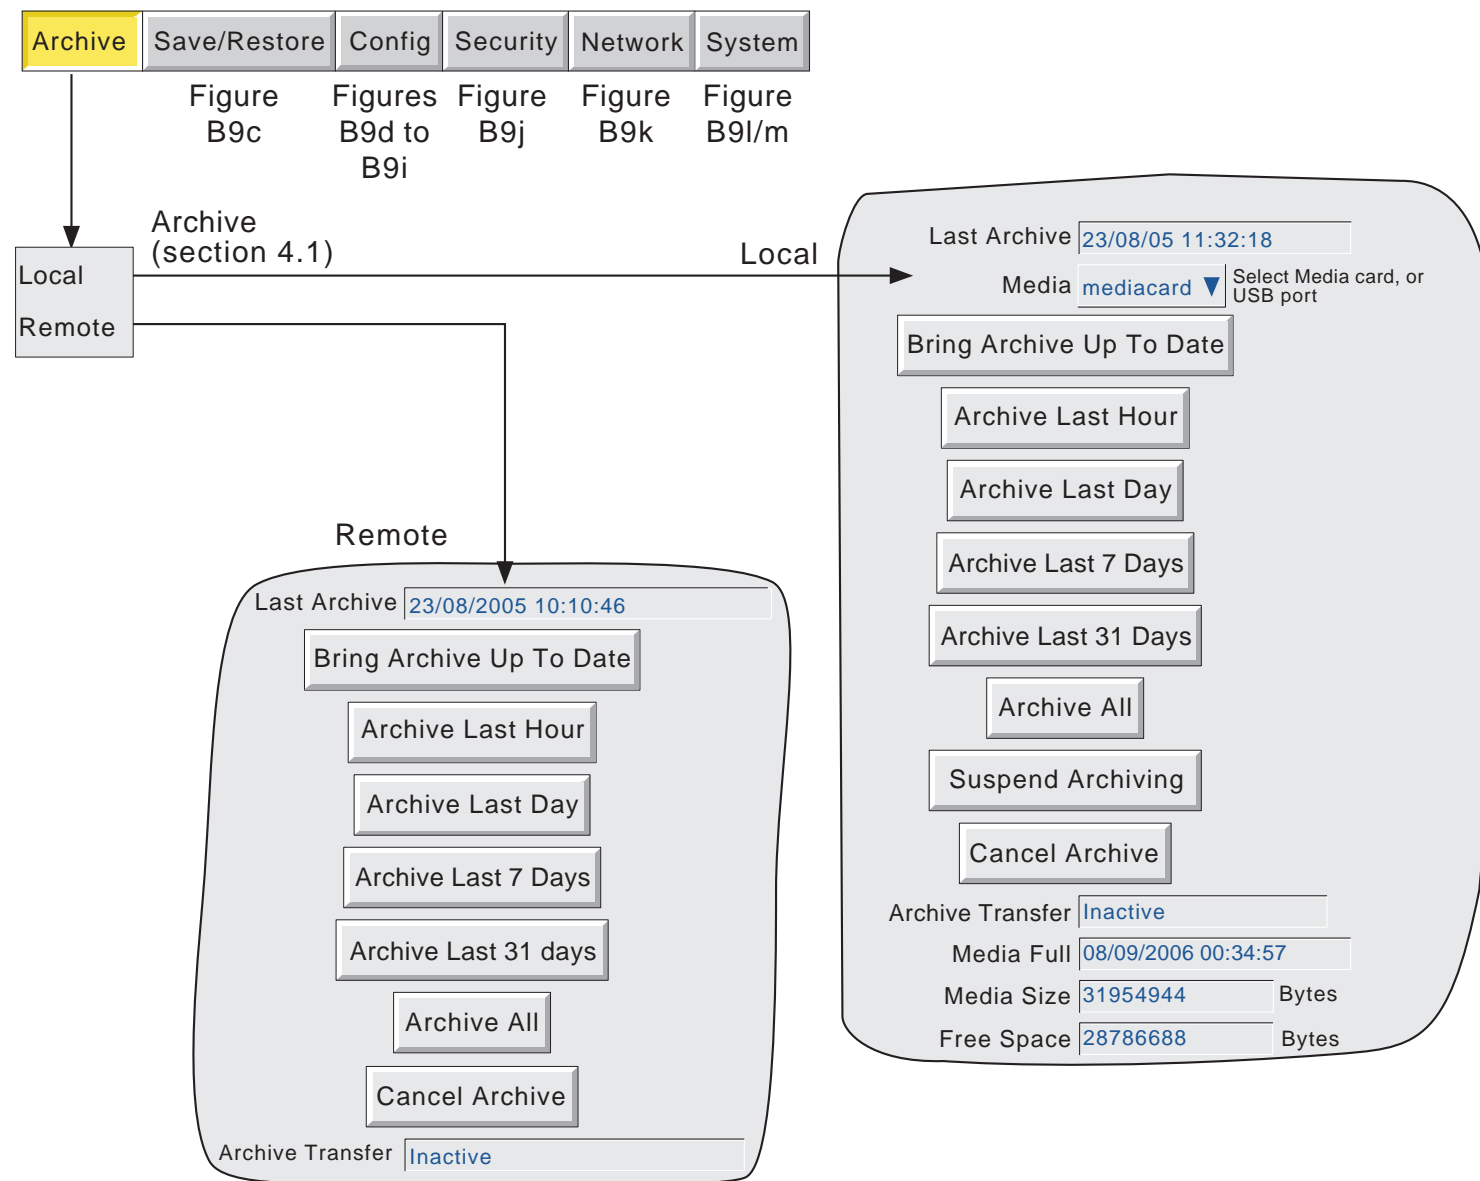 Archive Save/Restore Config Security Network System
Figure B9c
Figures B9d to B9i
Figure B9j
Figure B9k
Figure B9l/m
Archive
(section 4.1)
Local
Remote
Local
Last Archive 23/08/05 11:32:18
Media mediacard Select Media card, or
USB port
Bring Archive Up To Date
Archive Last Hour
Archive Last Day
Archive Last 7 Days
Archive Last 31 Days
Archive All
Suspend Archiving
Cancel Archive
Archive Transfer Inactive
Media Full 08/09/2006 00:34:57
Media Size 31954944 Bytes
Free Space 28786688 Bytes
Remote
Last Archive 23/08/2005 10:10:46
Bring Archive Up To Date
Archive Last Hour
Archive Last Day
Archive Last 7 Days
Archive Last 31 days
Archive All
Cancel Archive
Archive Transfer Inactive